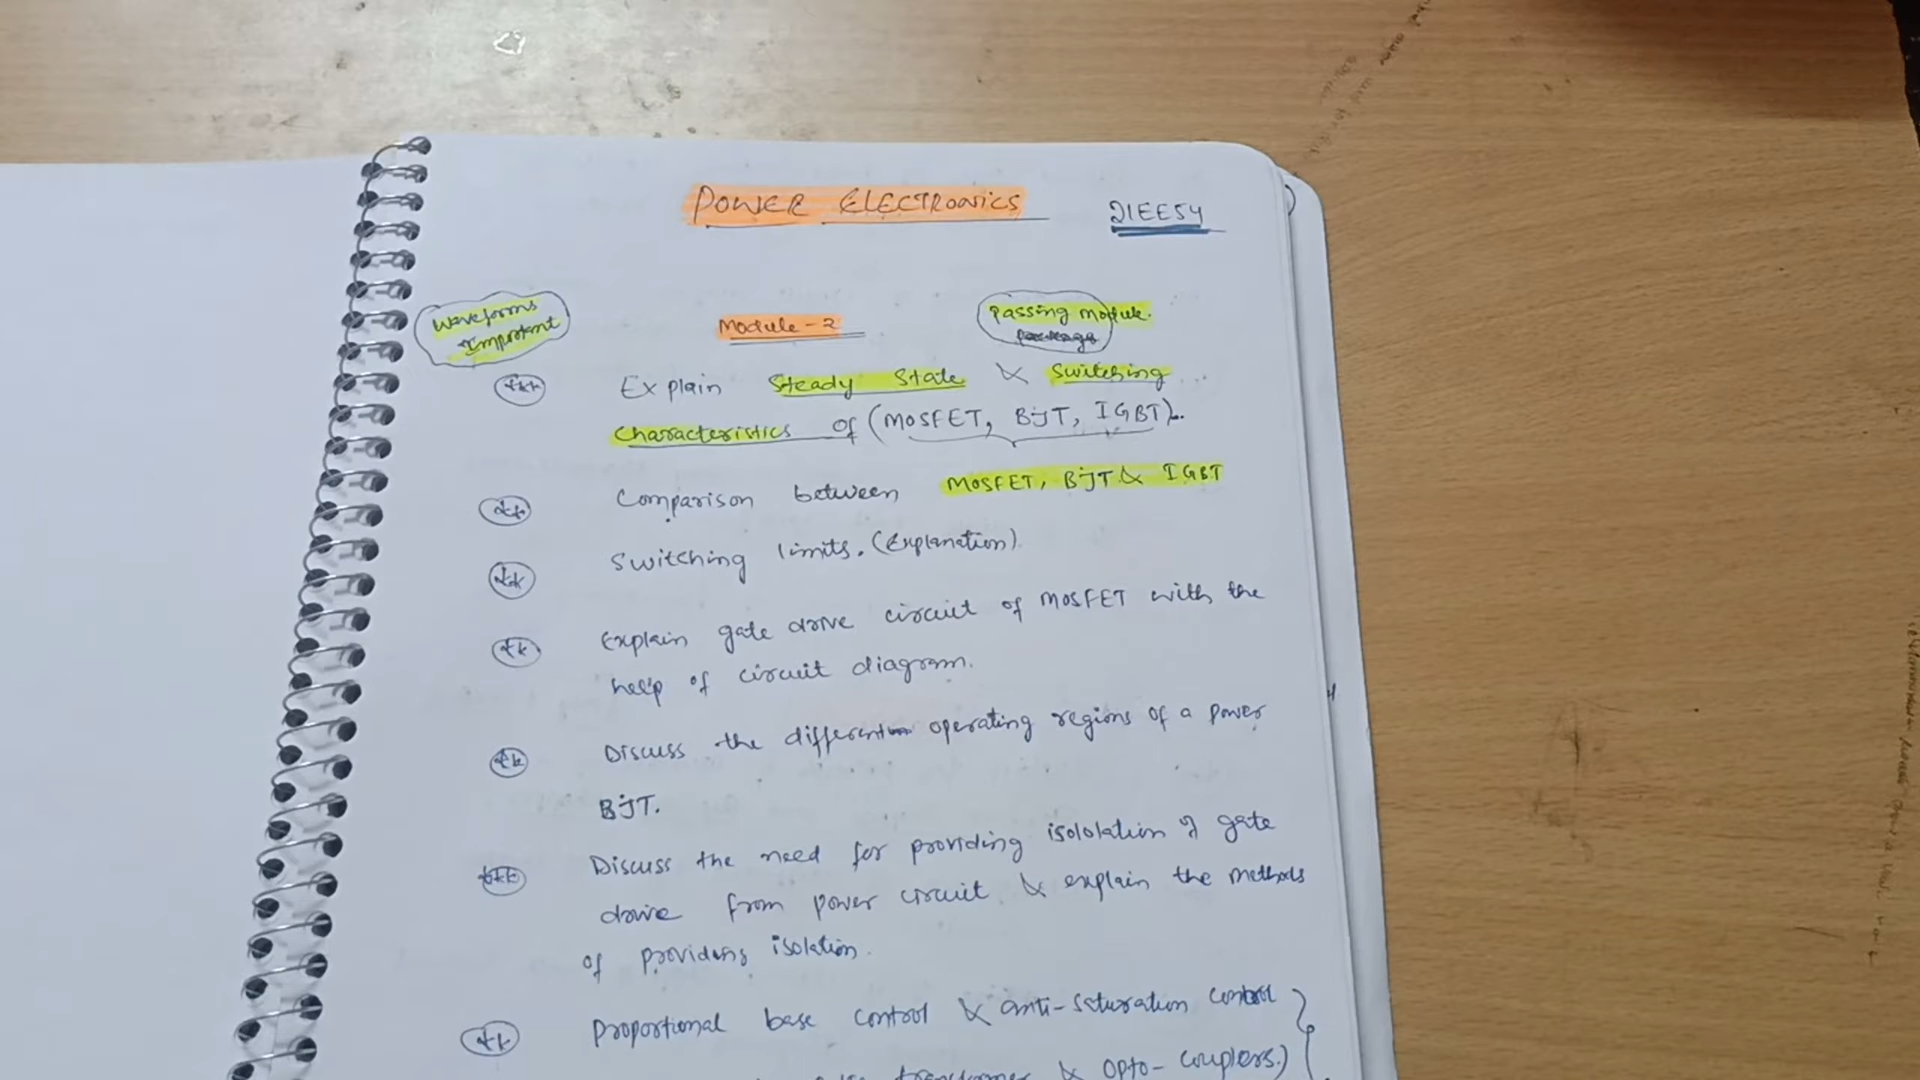 POWER ELECTRONICS
21EE54
Waveforms
Important
Module-2
Passing module.
***
Explain Steady State & Switching
Characteristics of (MOSFET, BJT, IGBT).
**
Comparison between MOSFET, BJT & IGBT
**
Switching limits. (Explanation)
**
Explain gate drive circuit of MOSFET with the
help of circuit diagram.
**
Discuss the different operating regions of a power
BJT.
***
Discuss the need for providing isololation of gate
drive from power circuit & explain the methods
of providing isolation.
**
Proportional base control & anti-saturation control
transformer & opto-couplers.)